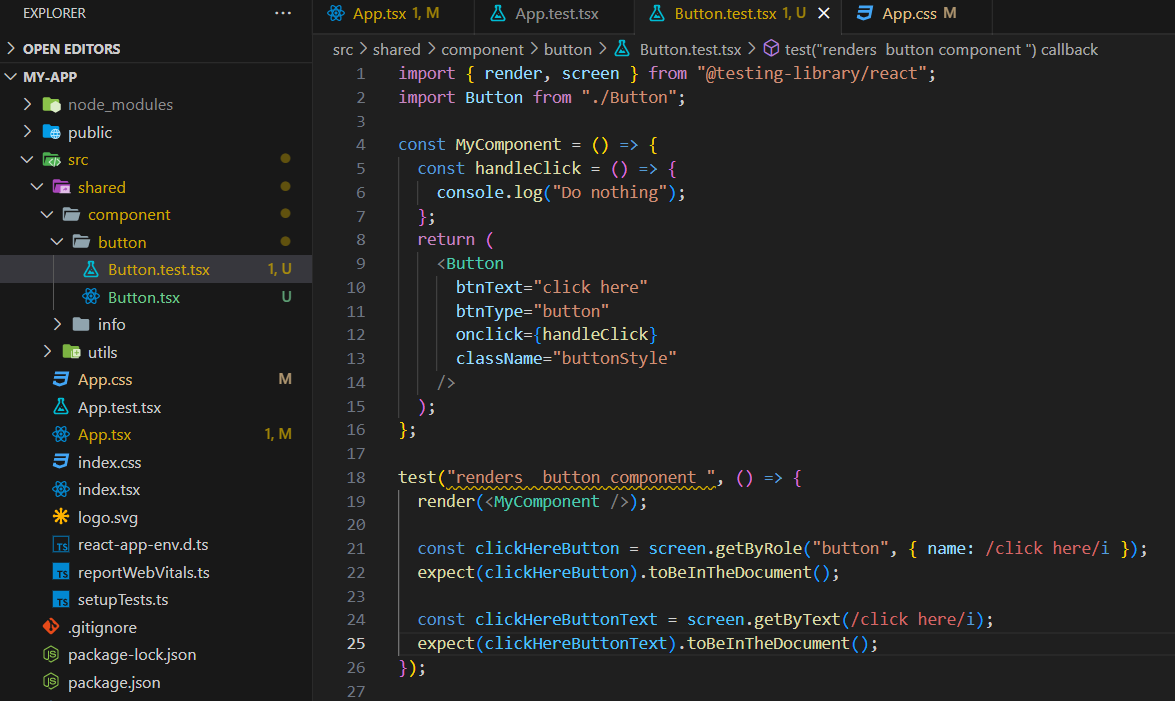 EXPLORER
OPEN EDITORS
MY-APP
node_modules
public
src
shared
component
button
Button.test.tsx 1, U
Button.tsx U
info
utils
App.css M
App.test.tsx
App.tsx 1, M
index.css
index.tsx
logo.svg
react-app-env.d.ts
reportWebVitals.ts
setupTests.ts
.gitignore
package-lock.json
package.json
App.tsx 1, M App.test.tsx Button.test.tsx 1, U App.css M
src > shared > component > button > Button.test.tsx > test("renders  button component ") callback
1 import { render, screen } from "@testing-library/react";
2 import Button from "./Button";
3
4 const MyComponent = () => {
5   const handleClick = () => {
6     console.log("Do nothing");
7   };
8   return (
9     <Button
10       btnText="click here"
11       btnType="button"
12       onclick={handleClick}
13       className="buttonStyle"
14     />
15   );
16 };
17
18 test("renders  button component ", () => {
19   render(<MyComponent />);
20
21   const clickHereButton = screen.getByRole("button", { name: /click here/i });
22   expect(clickHereButton).toBeInTheDocument();
23
24   const clickHereButtonText = screen.getByText(/click here/i);
25   expect(clickHereButtonText).toBeInTheDocument();
26 });
27